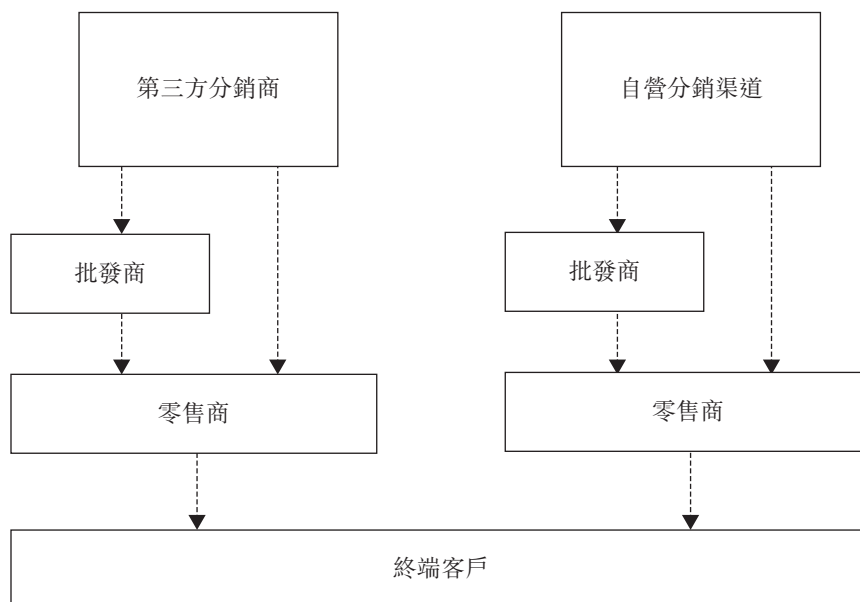 第三方分銷商
自營分銷渠道
批發商
批發商
零售商
零售商
終端客戶